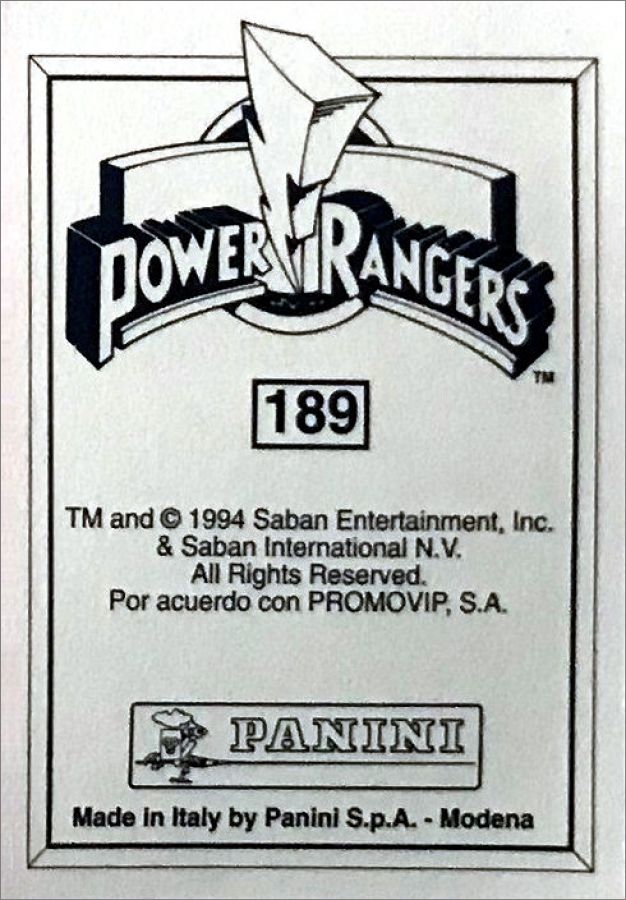 POWER RANGERS
TM
189
TM and © 1994 Saban Entertainment, Inc.
& Saban International N.V.
All Rights Reserved.
Por acuerdo con PROMOVIP, S.A.
PANINI
Made in Italy by Panini S.p.A. - Modena